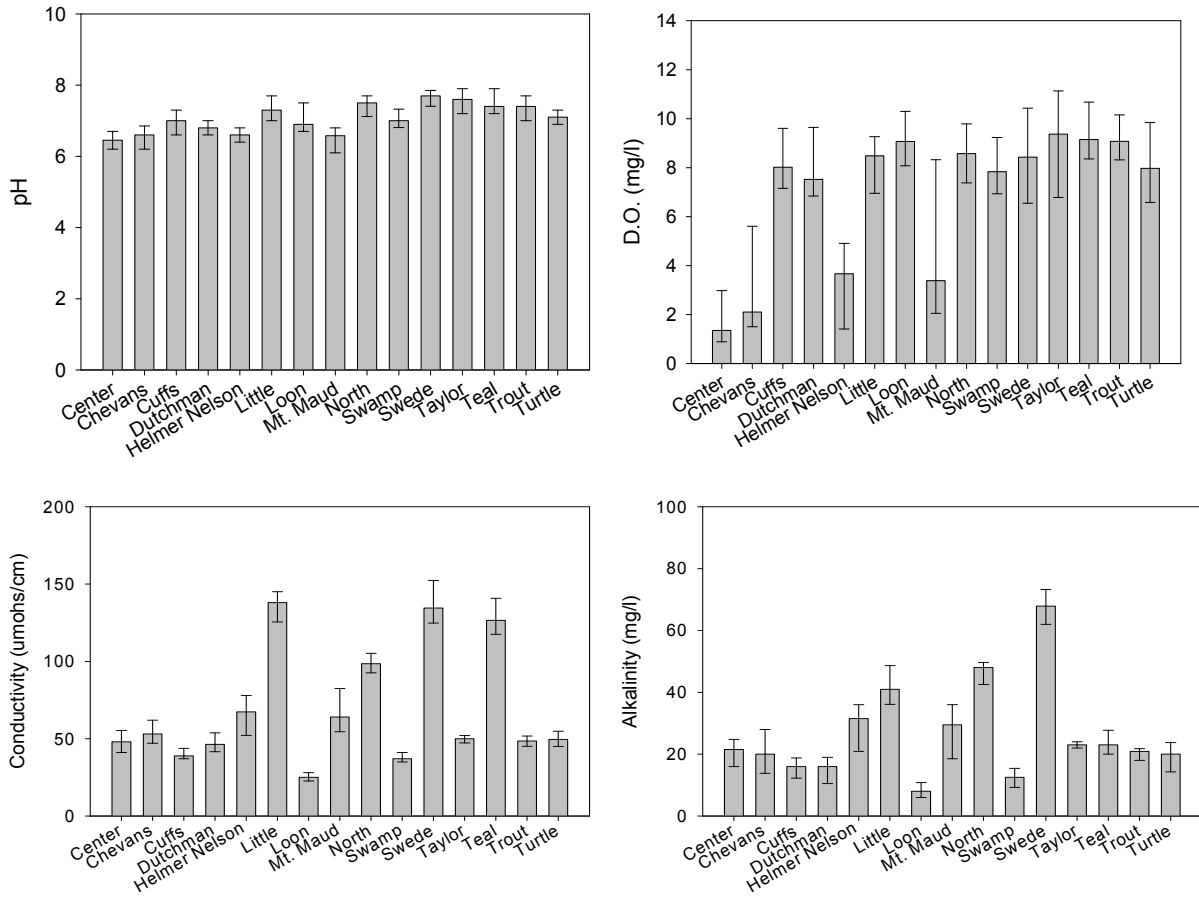 pH
10
8
6
4
2
0
Center
Chevans
Cuffs
Dutchman
Helmer Nelson
Little
Loon
Mt. Maud
North
Swamp
Swede
Taylor
Teal
Trout
Turtle
D.O. (mg/l)
14
12
10
8
6
4
2
0
Center
Chevans
Cuffs
Dutchman
Helmer Nelson
Little
Loon
Mt. Maud
North
Swamp
Swede
Taylor
Teal
Trout
Turtle
Conductivity (umohs/cm)
200
150
100
50
0
Center
Chevans
Cuffs
Dutchman
Helmer Nelson
Little
Loon
Mt. Maud
North
Swamp
Swede
Taylor
Teal
Trout
Turtle
Alkalinity (mg/l)
100
80
60
40
20
0
Center
Chevans
Cuffs
Dutchman
Helmer Nelson
Little
Loon
Mt. Maud
North
Swamp
Swede
Taylor
Teal
Trout
Turtle